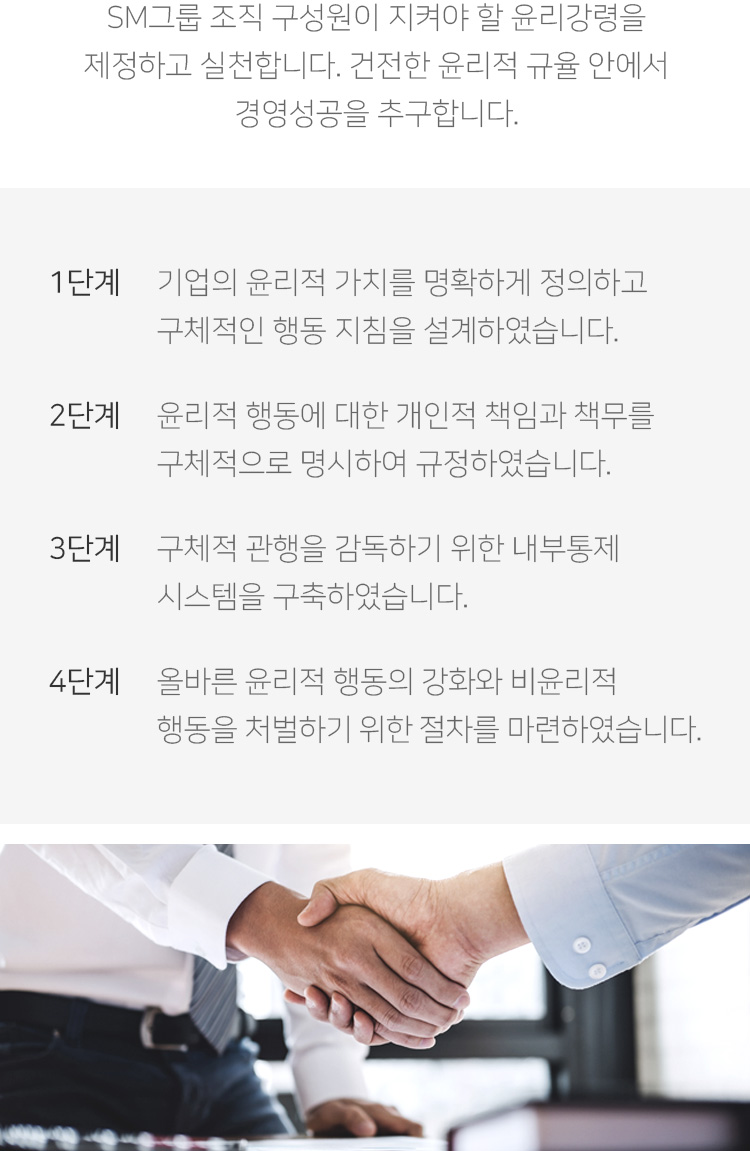 SM그룹 조직 구성원이 지켜야 할 윤리강령을
제정하고 실천합니다. 건전한 윤리적 규율 안에서
경영성공을 추구합니다.
1단계 기업의 윤리적 가치를 명확하게 정의하고
구체적인 행동 지침을 설계하였습니다.
2단계 윤리적 행동에 대한 개인적 책임과 책무를
구체적으로 명시하여 규정하였습니다.
3단계 구체적 관행을 감독하기 위한 내부통제
시스템을 구축하였습니다.
4단계 올바른 윤리적 행동의 강화와 비윤리적
행동을 처벌하기 위한 절차를 마련하였습니다.